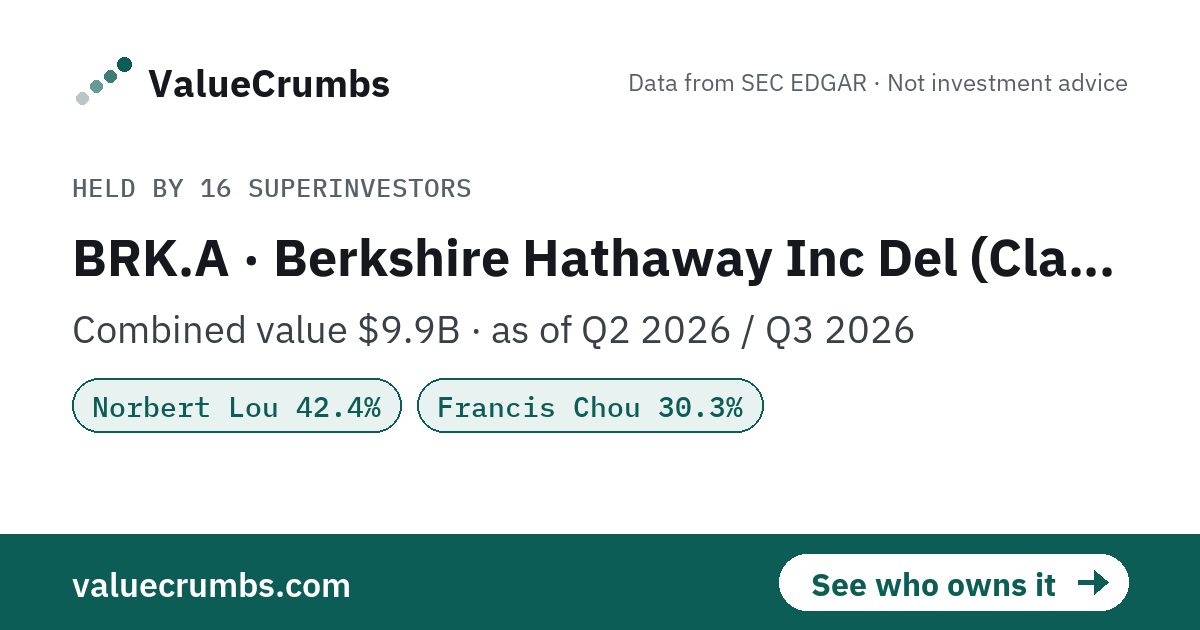 ValueCrumbs
Data from SEC EDGAR · Not investment advice
HELD BY 16 SUPERINVESTORS
BRK.A · Berkshire Hathaway Inc Del (Cla...
Combined value $9.9B · as of Q2 2026 / Q3 2026
Norbert Lou 42.4%
Francis Chou 30.3%
valuecrumbs.com
See who owns it →